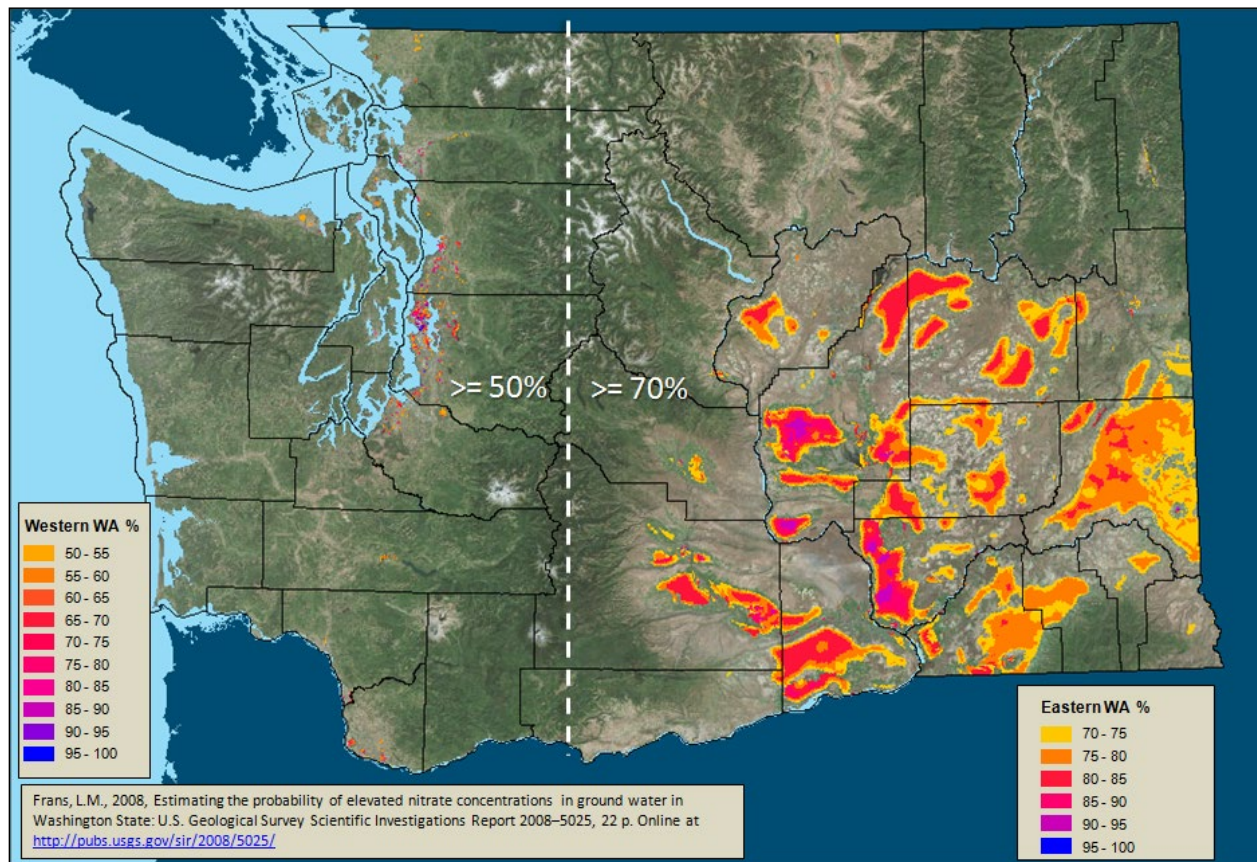 >= 50%
>= 70%
Western WA %
50 - 55
55 - 60
60 - 65
65 - 70
70 - 75
75 - 80
80 - 85
85 - 90
90 - 95
95 - 100
Eastern WA %
70 - 75
75 - 80
80 - 85
85 - 90
90 - 95
95 - 100
Frans, L.M., 2008, Estimating the probability of elevated nitrate concentrations in ground water in
Washington State: U.S. Geological Survey Scientific Investigations Report 2008–5025, 22 p. Online at
http://pubs.usgs.gov/sir/2008/5025/